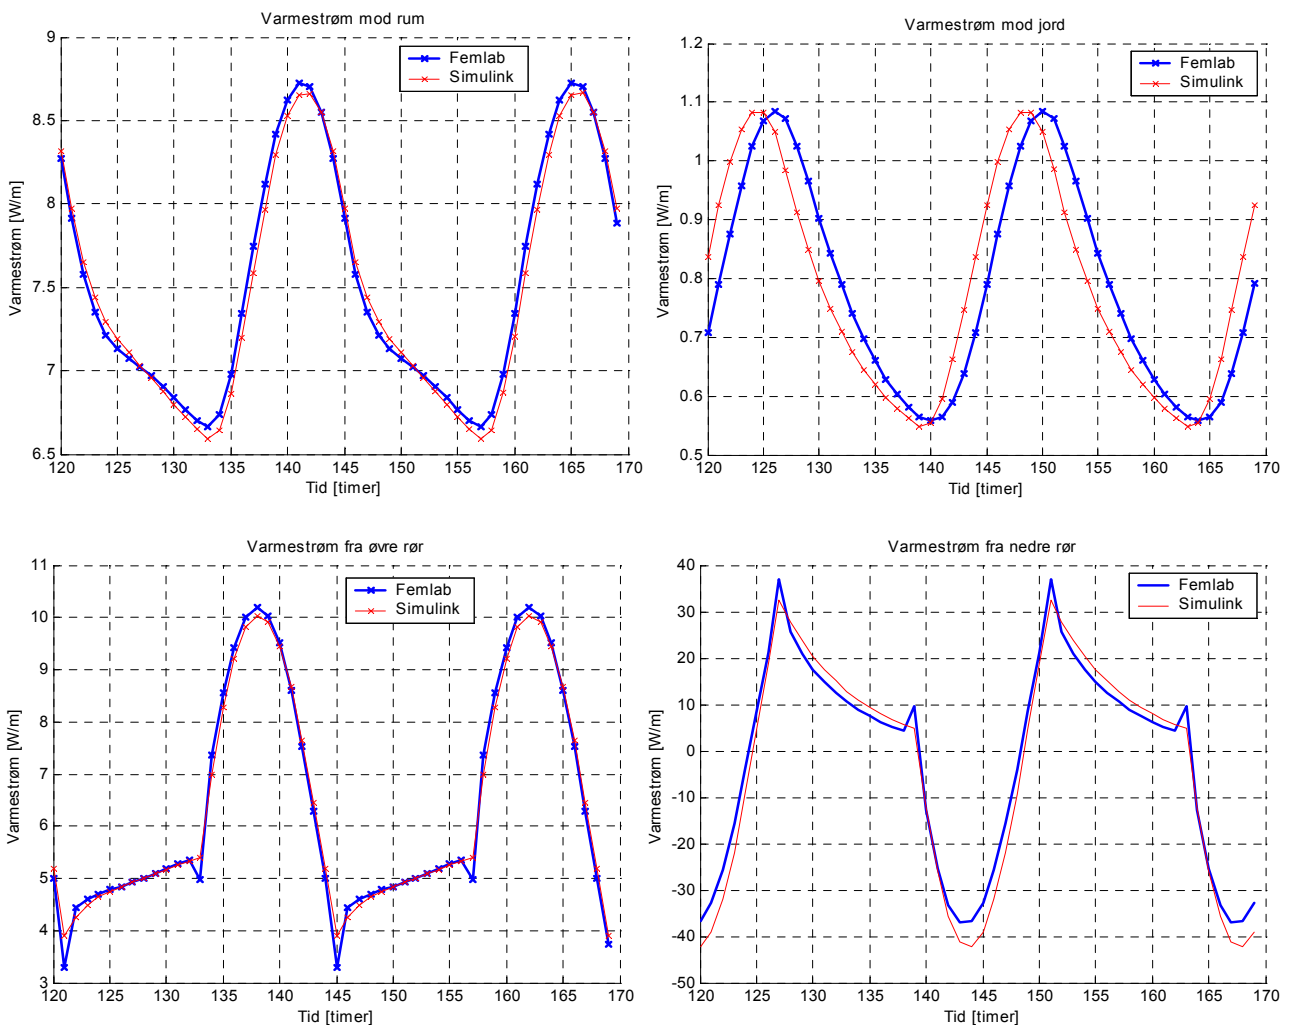 Varmestrøm mod rum
9
8.5
8
7.5
7
6.5
Varmestrøm [W/m]
Femlab
Simulink
120 125 130 135 140 145 150 155 160 165 170
Tid [timer]
Varmestrøm mod jord
1.2
1.1
1
0.9
0.8
0.7
0.6
0.5
Varmestrøm [W/m]
Femlab
Simulink
120 125 130 135 140 145 150 155 160 165 170
Tid [timer]
Varmestrøm fra øvre rør
11
10
9
8
7
6
5
4
3
Varmestrøm [W/m]
Femlab
Simulink
120 125 130 135 140 145 150 155 160 165 170
Tid [timer]
Varmestrøm fra nedre rør
40
30
20
10
0
-10
-20
-30
-40
-50
Varmestrøm [W/m]
Femlab
Simulink
120 125 130 135 140 145 150 155 160 165 170
Tid [timer]